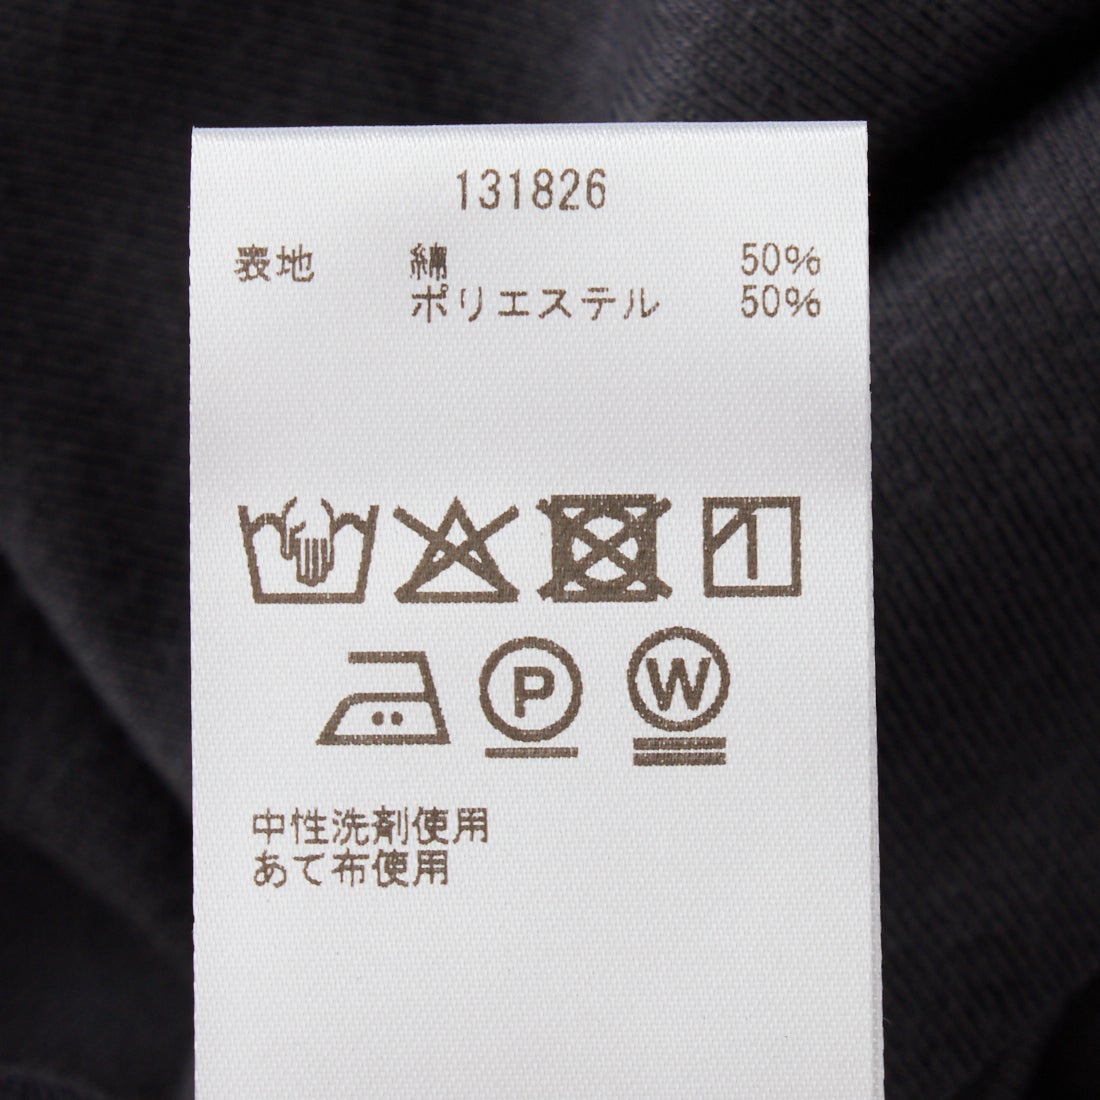 131826
表地 綿 50%
ポリエステル 50%
P W
中性洗剤使用
あて布使用